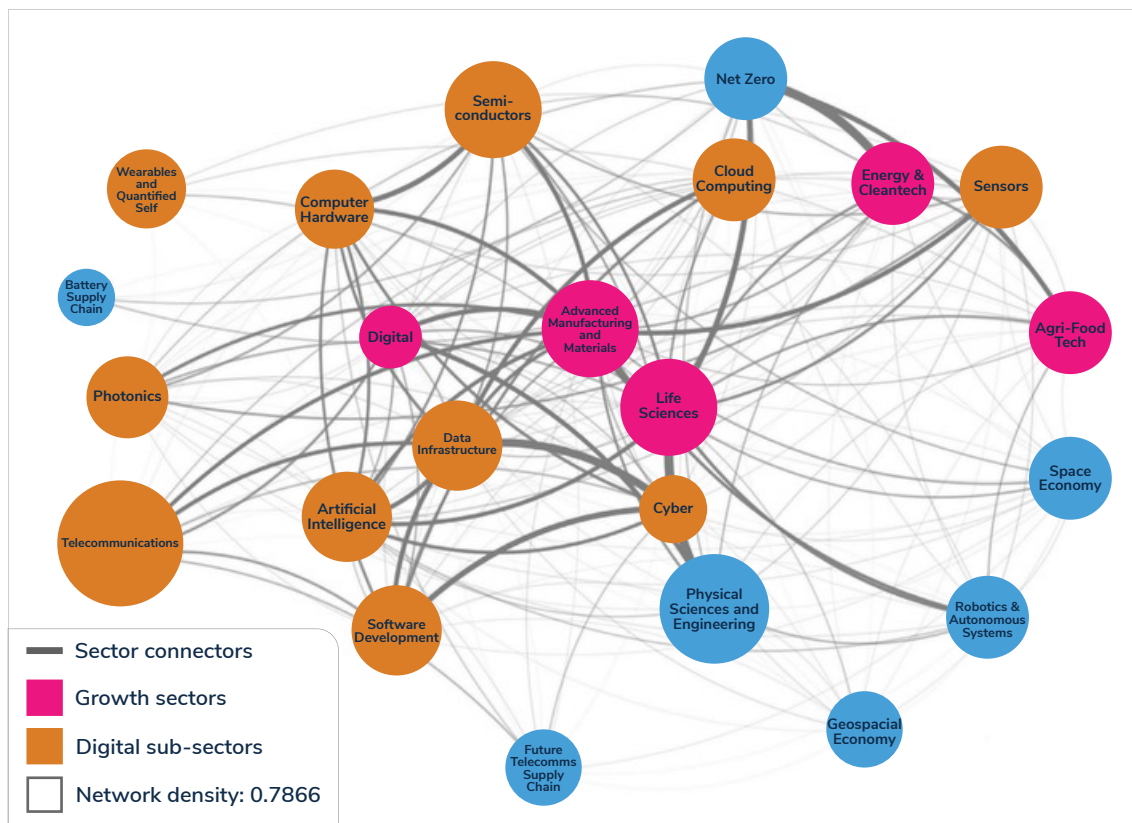 Net Zero
Semi-
conductors
Wearables
and
Quantified
Self
Cloud
Computing
Energy &
Cleantech
Sensors
Computer
Hardware
Battery
Supply
Chain
Digital
Advanced
Manufacturing
and
Materials
Agri-Food
Tech
Photonics
Life
Sciences
Data
Infrastructure
Space
Economy
Artificial
Intelligence
Cyber
Telecommunications
Physical
Sciences and
Engineering
Robotics &
Autonomous
Systems
Software
Development
Geospacial
Economy
Future
Telecomms
Supply
Chain
Sector connectors
Growth sectors
Digital sub-sectors
Network density: 0.7866